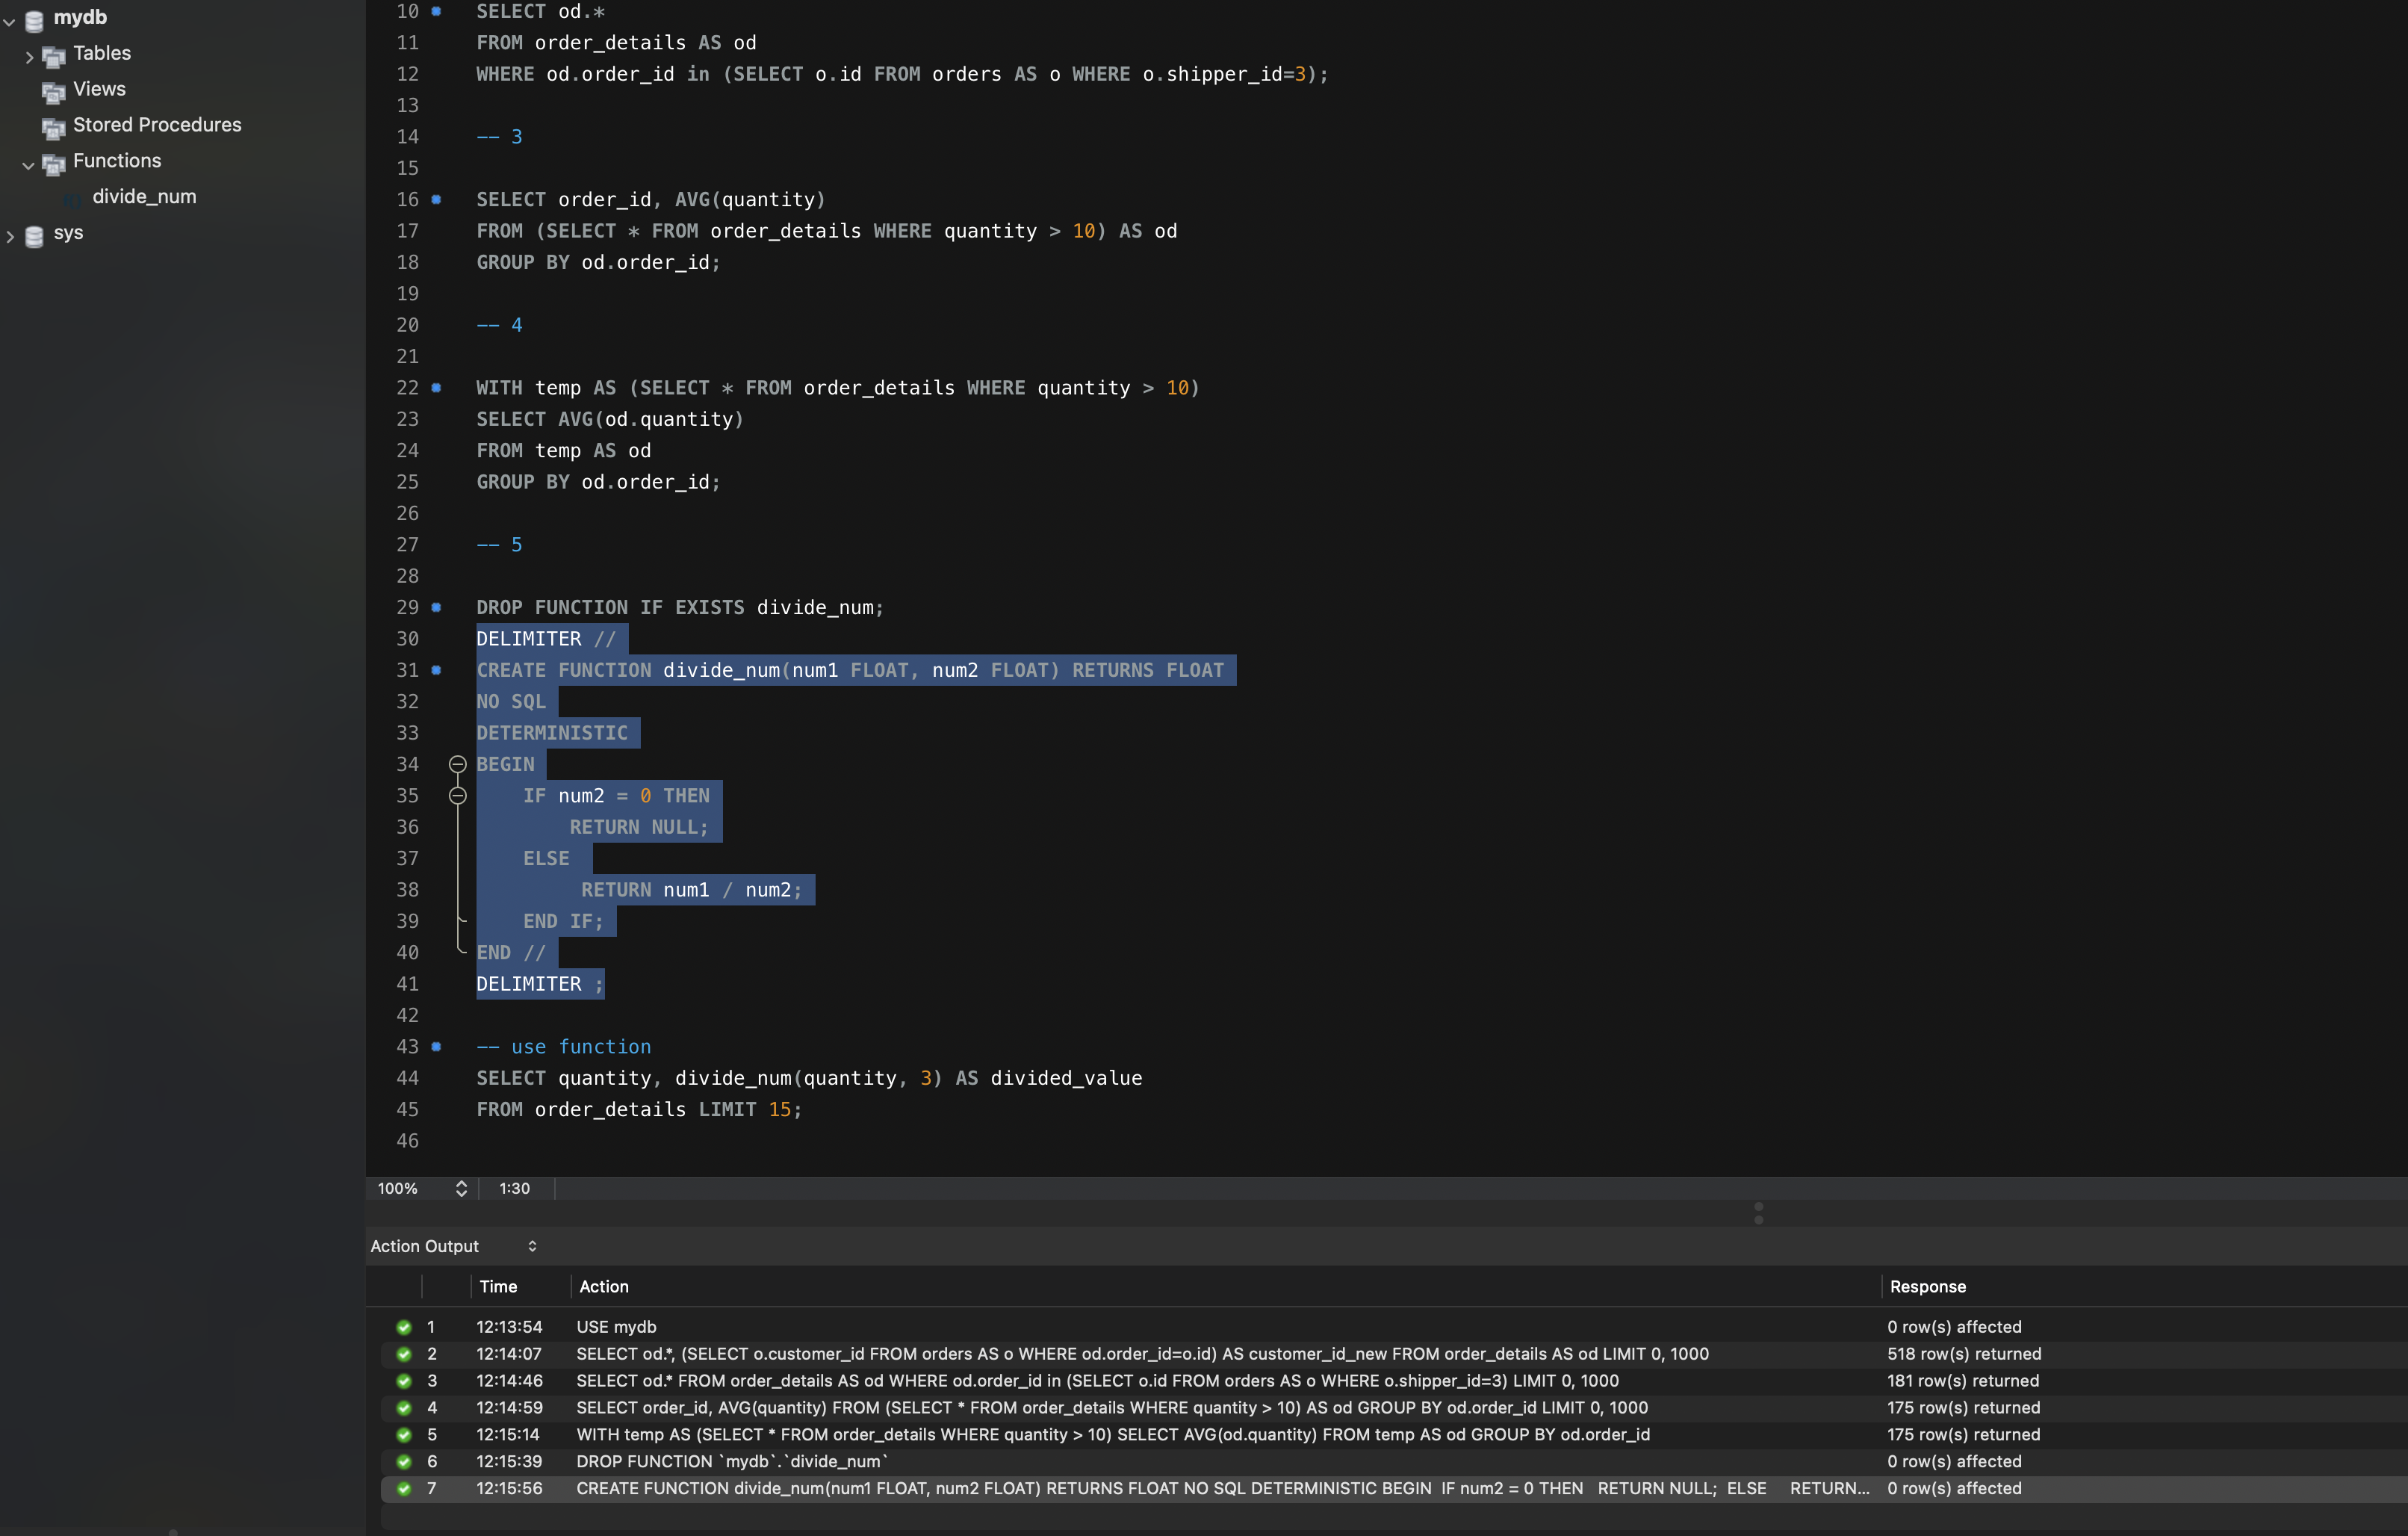 mydb
Tables
Views
Stored Procedures
Functions
divide_num
sys
10 SELECT od.*
11 FROM order_details AS od
12 WHERE od.order_id in (SELECT o.id FROM orders AS o WHERE o.shipper_id=3);
13
14 -- 3
15
16 SELECT order_id, AVG(quantity)
17 FROM (SELECT * FROM order_details WHERE quantity > 10) AS od
18 GROUP BY od.order_id;
19
20 -- 4
21
22 WITH temp AS (SELECT * FROM order_details WHERE quantity > 10)
23 SELECT AVG(od.quantity)
24 FROM temp AS od
25 GROUP BY od.order_id;
26
27 -- 5
28
29 DROP FUNCTION IF EXISTS divide_num;
30 DELIMITER //
31 CREATE FUNCTION divide_num(num1 FLOAT, num2 FLOAT) RETURNS FLOAT
32 NO SQL
33 DETERMINISTIC
34 BEGIN
35     IF num2 = 0 THEN
36         RETURN NULL;
37     ELSE
38          RETURN num1 / num2;
39     END IF;
40 END //
41 DELIMITER ;
42
43 -- use function
44 SELECT quantity, divide_num(quantity, 3) AS divided_value
45 FROM order_details LIMIT 15;
46
100% 1:30
Action Output
Time Action Response
1 12:13:54 USE mydb 0 row(s) affected
2 12:14:07 SELECT od.*, (SELECT o.customer_id FROM orders AS o WHERE od.order_id=o.id) AS customer_id_new FROM order_details AS od LIMIT 0, 1000 518 row(s) returned
3 12:14:46 SELECT od.* FROM order_details AS od WHERE od.order_id in (SELECT o.id FROM orders AS o WHERE o.shipper_id=3) LIMIT 0, 1000 181 row(s) returned
4 12:14:59 SELECT order_id, AVG(quantity) FROM (SELECT * FROM order_details WHERE quantity > 10) AS od GROUP BY od.order_id LIMIT 0, 1000 175 row(s) returned
5 12:15:14 WITH temp AS (SELECT * FROM order_details WHERE quantity > 10) SELECT AVG(od.quantity) FROM temp AS od GROUP BY od.order_id 175 row(s) returned
6 12:15:39 DROP FUNCTION `mydb`.`divide_num` 0 row(s) affected
7 12:15:56 CREATE FUNCTION divide_num(num1 FLOAT, num2 FLOAT) RETURNS FLOAT NO SQL DETERMINISTIC BEGIN IF num2 = 0 THEN RETURN NULL; ELSE RETURN... 0 row(s) affected